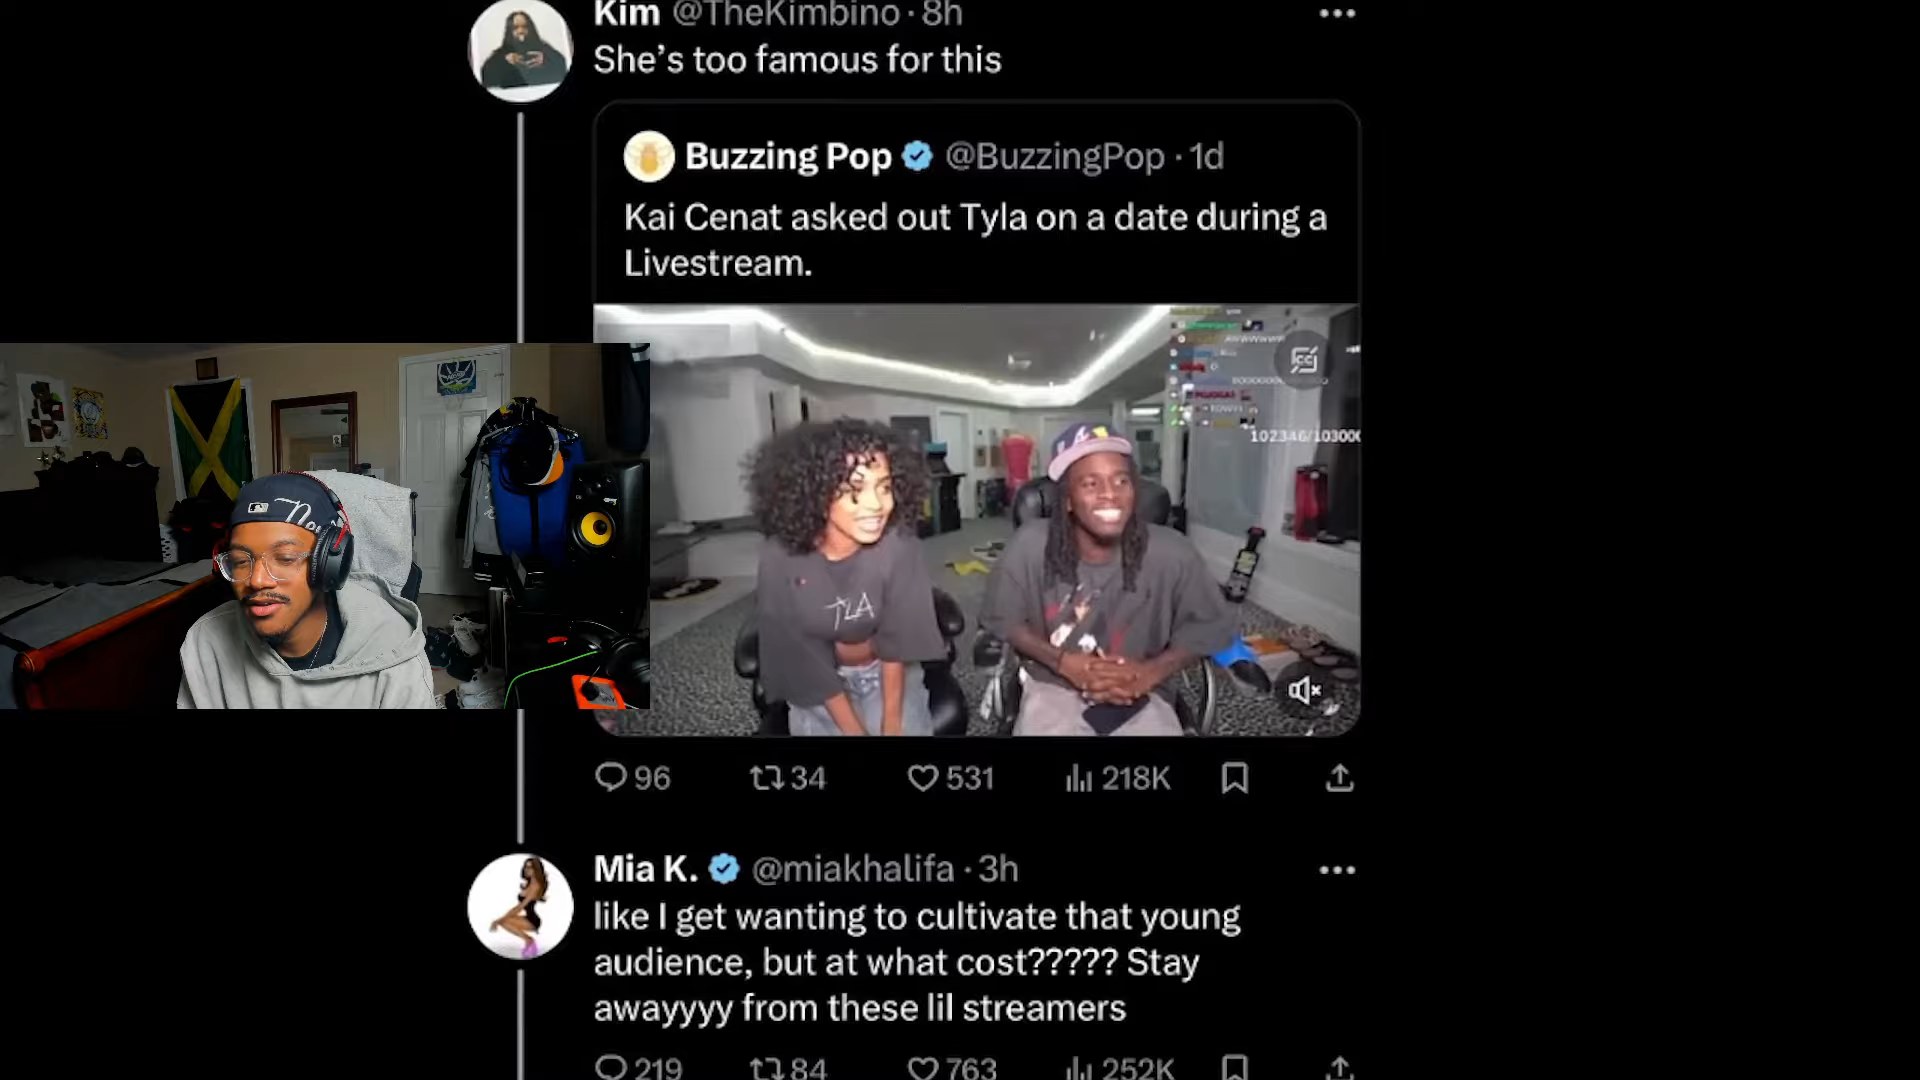 Kim @TheKimbino · 8h
She's too famous for this
Buzzing Pop @BuzzingPop · 1d
Kai Cenat asked out Tyla on a date during a
Livestream.
102346/10300
TLA
96 34 531 218K
Mia K. @miakhalifa · 3h
like I get wanting to cultivate that young
audience, but at what cost????? Stay
awayyyy from these lil streamers
219 84 763 252K